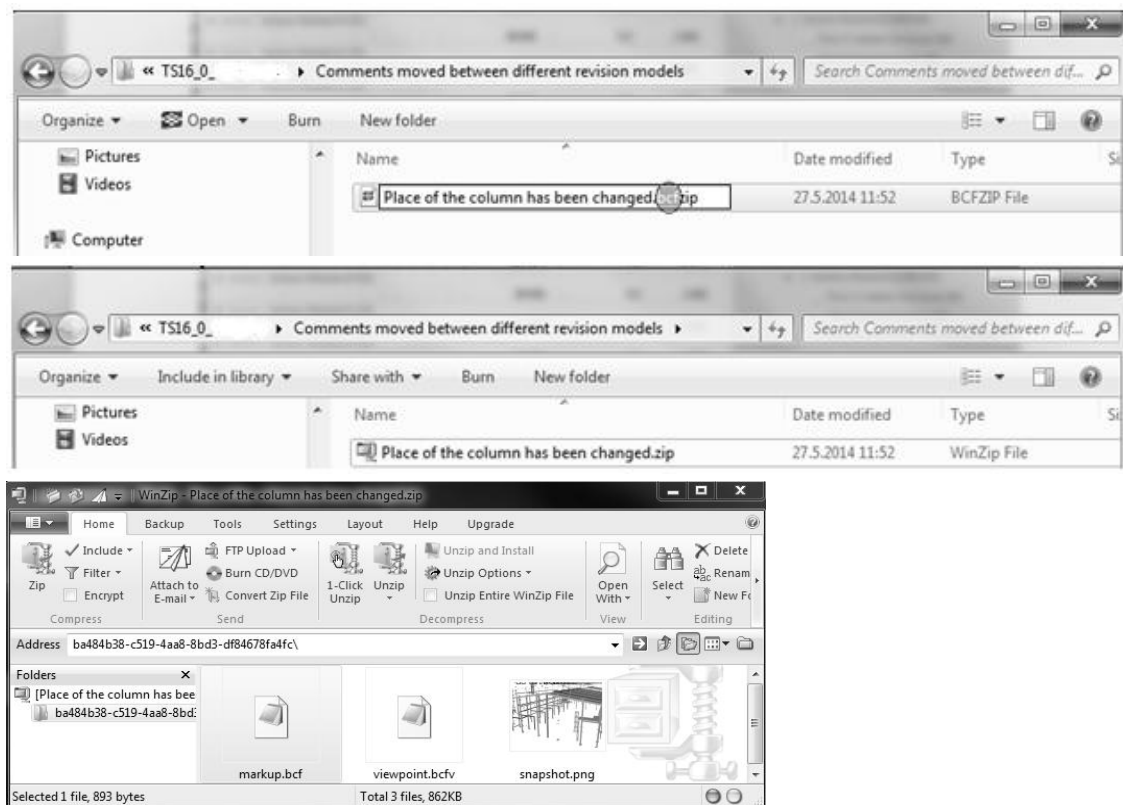 « TS16_0_ Comments moved between different revision models Search Comments moved between dif...
Organize Open Burn New folder
Pictures Name Date modified Type Si
Videos Place of the column has been changed.bcfzip 27.5.2014 11:52 BCFZIP File
Computer
« TS16_0_ Comments moved between different revision models Search Comments moved between dif...
Organize Include in library Share with Burn New folder
Pictures Name Date modified Type Si
Videos Place of the column has been changed.zip 27.5.2014 11:52 WinZip File
WinZip - Place of the column has been changed.zip
Home Backup Tools Settings Layout Help Upgrade
Include FTP Upload Unzip and Install Delete
Zip Filter Attach to E-mail Burn CD/DVD 1-Click Unzip Unzip Unzip Options Open With Select Renam
Encrypt Convert Zip File Unzip Entire WinZip File New Fo
Compress Send Decompress View Editing
Address ba484b38-c519-4aa8-8bd3-df84678fa4fc\
Folders x
[Place of the column has bee
ba484b38-c519-4aa8-8bd:
markup.bcf viewpoint.bcfv snapshot.png
Selected 1 file, 893 bytes Total 3 files, 862KB